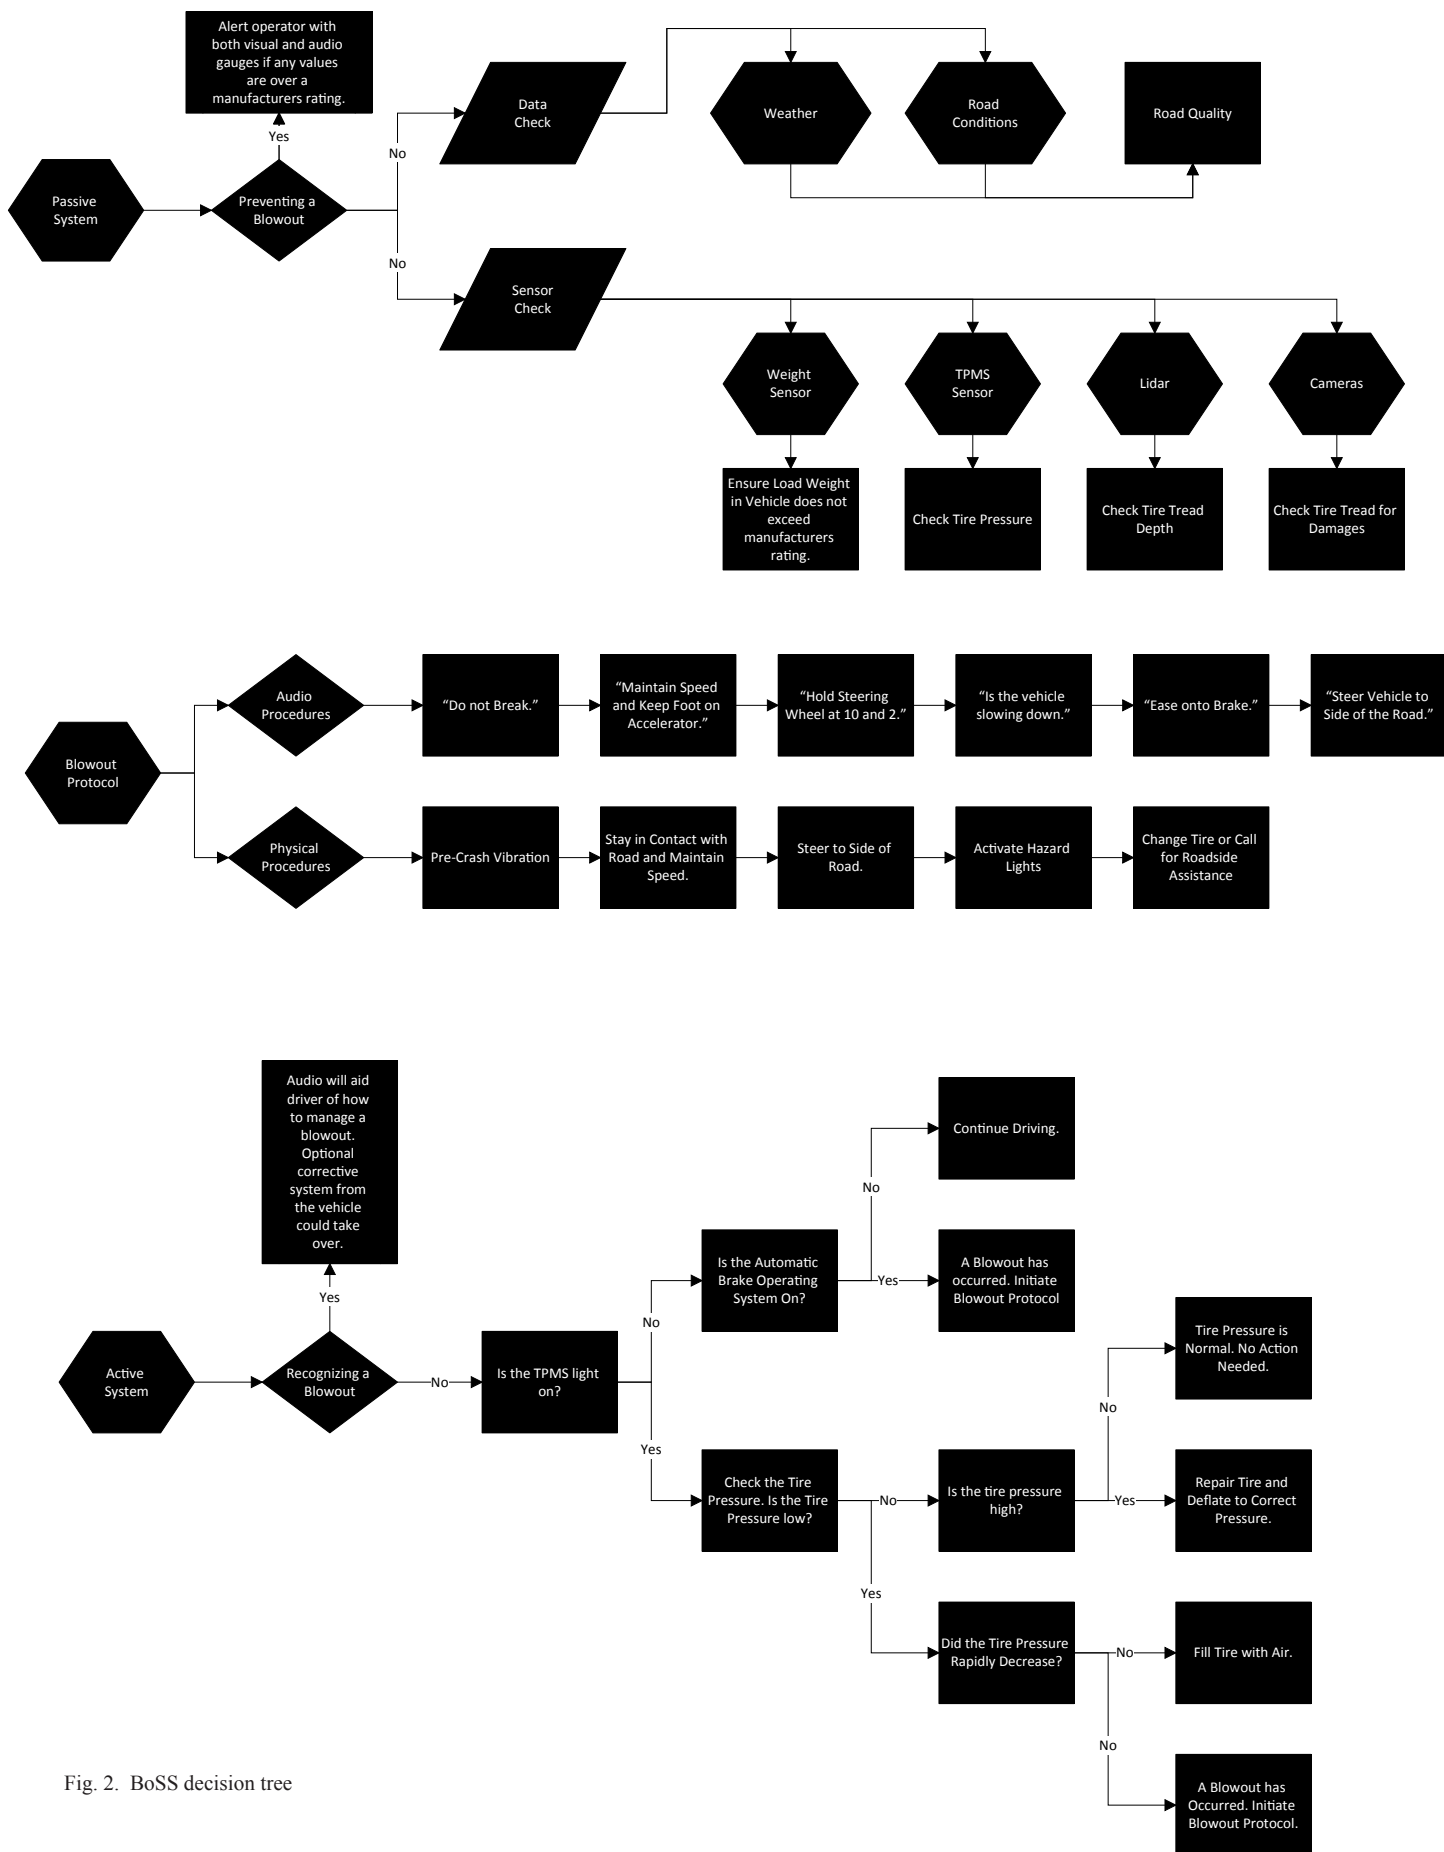 Alert operator with
both visual and audio
gauges if any values
are over a
manufacturers rating.
Yes
Passive
System
Preventing a
Blowout
No
No
Data
Check
Weather
Road
Conditions
Road Quality
Sensor
Check
Weight
Sensor
TPMS
Sensor
Lidar
Cameras
Ensure Load Weight
in Vehicle does not
exceed
manufacturers
rating.
Check Tire Pressure
Check Tire Tread
Depth
Check Tire Tread for
Damages
Blowout
Protocol
Audio
Procedures
“Do not Break.”
“Maintain Speed
and Keep Foot on
Accelerator.”
“Hold Steering
Wheel at 10 and 2.”
“Is the vehicle
slowing down.”
“Ease onto Brake.”
“Steer Vehicle to
Side of the Road.”
Physical
Procedures
Pre-Crash Vibration
Stay in Contact with
Road and Maintain
Speed.
Steer to Side of
Road.
Activate Hazard
Lights
Change Tire or Call
for Roadside
Assistance
Audio will aid
driver of how
to manage a
blowout.
Optional
corrective
system from
the vehicle
could take
over.
Yes
Active
System
Recognizing a
Blowout
No
Is the TPMS light
on?
No
Yes
Is the Automatic
Brake Operating
System On?
No
Yes
Continue Driving.
A Blowout has
occurred. Initiate
Blowout Protocol
Check the Tire
Pressure. Is the Tire
Pressure low?
No
Yes
Is the tire pressure
high?
No
Yes
Tire Pressure is
Normal. No Action
Needed.
Repair Tire and
Deflate to Correct
Pressure.
Did the Tire Pressure
Rapidly Decrease?
No
No
Fill Tire with Air.
A Blowout has
Occurred. Initiate
Blowout Protocol.
Fig. 2. BoSS decision tree